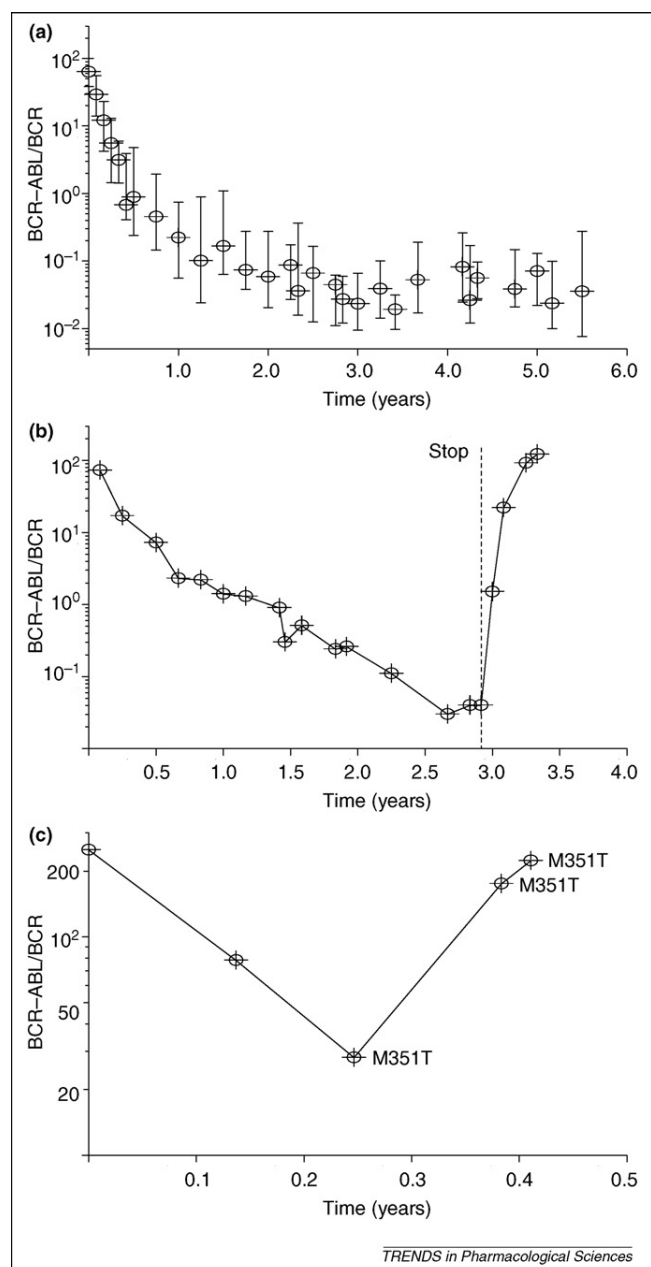 (a)
10²
10¹
10⁰
10⁻¹
10⁻²
BCR–ABL/BCR
1.0 2.0 3.0 4.0 5.0 6.0
Time (years)
(b)
Stop
10²
10¹
10⁰
10⁻¹
BCR–ABL/BCR
0.5 1.0 1.5 2.0 2.5 3.0 3.5 4.0
Time (years)
(c)
200
10²
50
20
BCR–ABL/BCR
M351T
M351T
M351T
0.1 0.2 0.3 0.4 0.5
Time (years)
TRENDS in Pharmacological Sciences